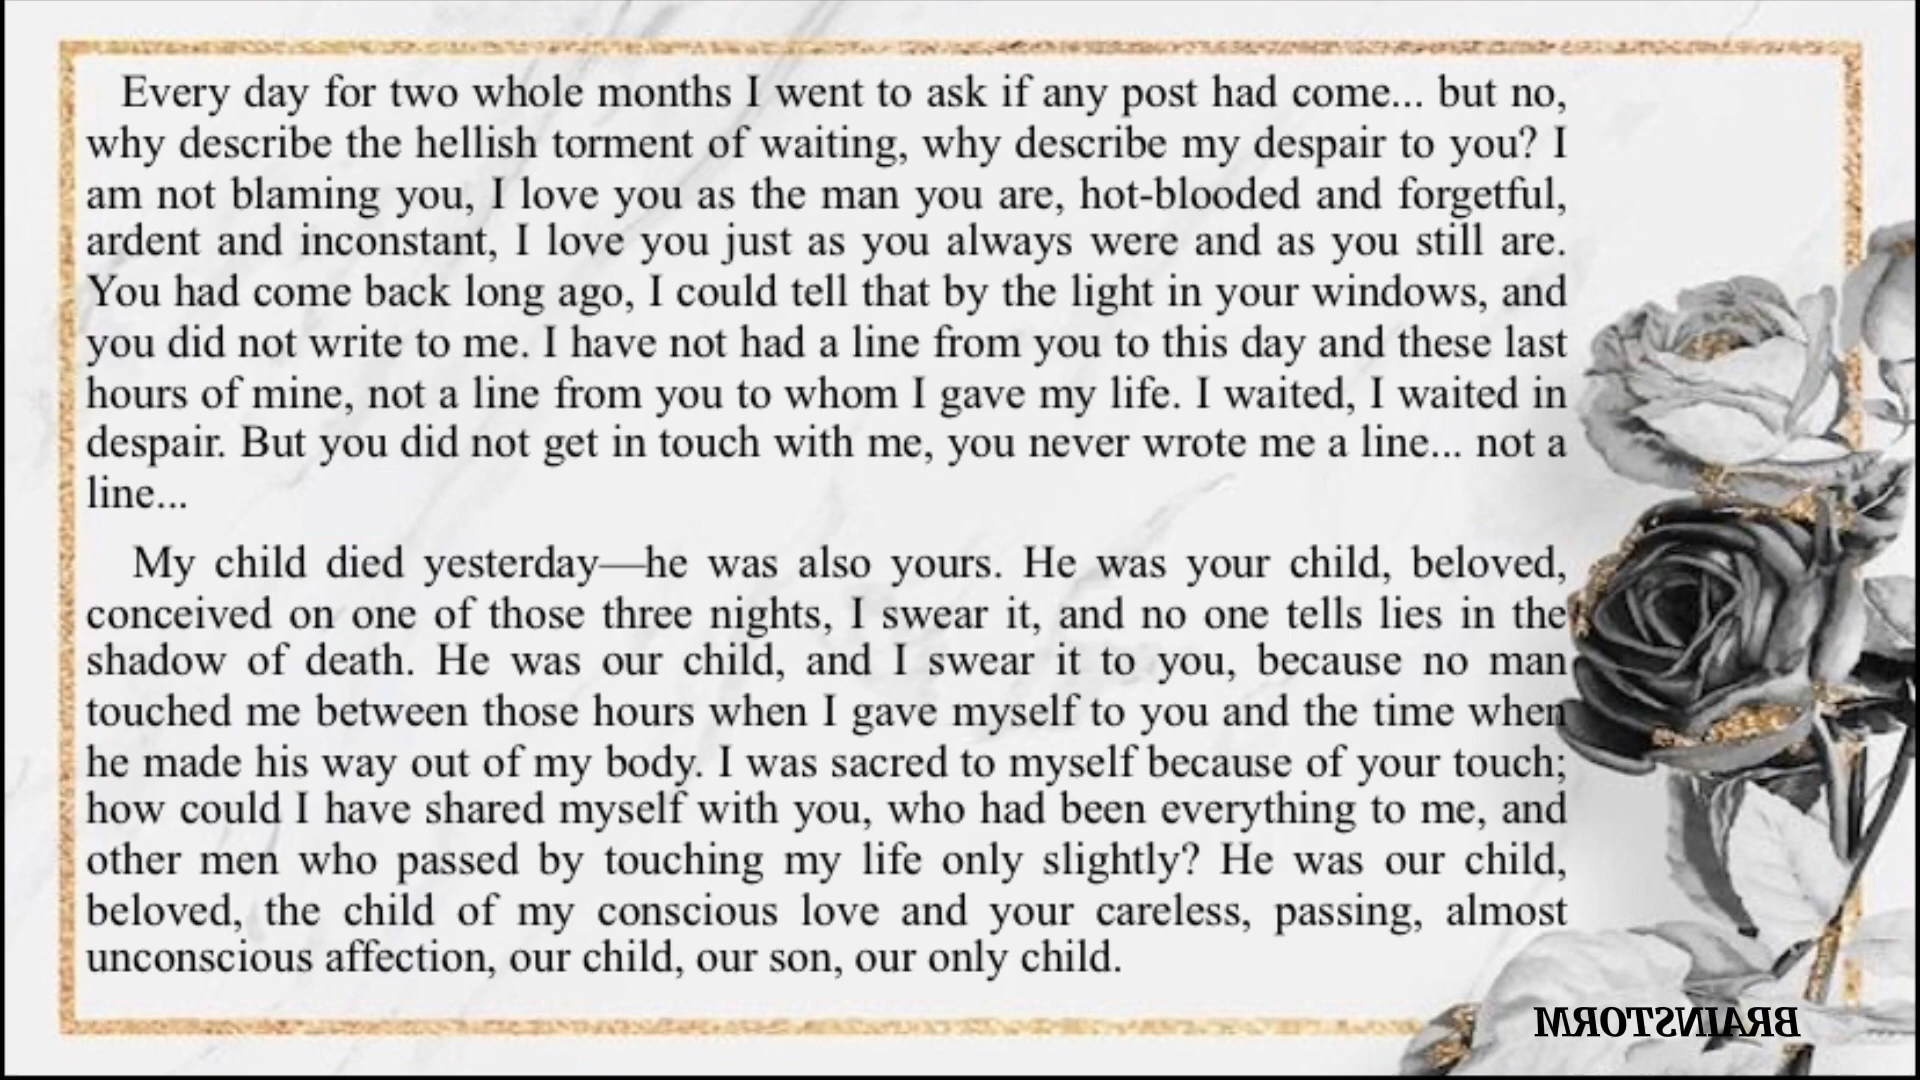 Every day for two whole months I went to ask if any post had come... but no,
why describe the hellish torment of waiting, why describe my despair to you? I
am not blaming you, I love you as the man you are, hot-blooded and forgetful,
ardent and inconstant, I love you just as you always were and as you still are.
You had come back long ago, I could tell that by the light in your windows, and
you did not write to me. I have not had a line from you to this day and these last
hours of mine, not a line from you to whom I gave my life. I waited, I waited in
despair. But you did not get in touch with me, you never wrote me a line... not a
line...
My child died yesterday—he was also yours. He was your child, beloved,
conceived on one of those three nights, I swear it, and no one tells lies in the
shadow of death. He was our child, and I swear it to you, because no man
touched me between those hours when I gave myself to you and the time when
he made his way out of my body. I was sacred to myself because of your touch;
how could I have shared myself with you, who had been everything to me, and
other men who passed by touching my life only slightly? He was our child,
beloved, the child of my conscious love and your careless, passing, almost
unconscious affection, our child, our son, our only child.
BRAINSTORM